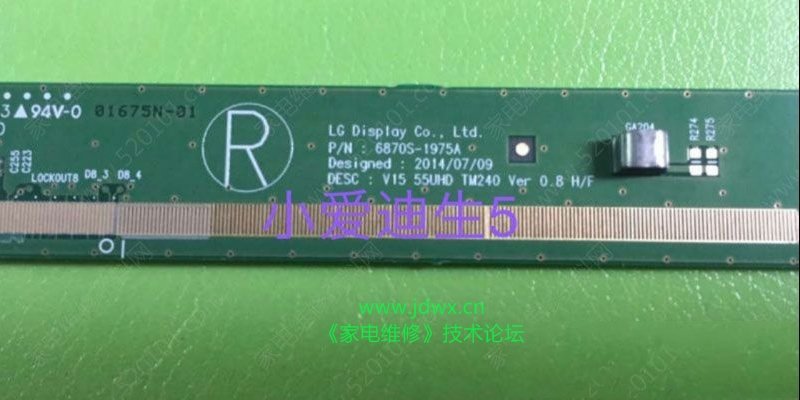 3▲94V-0 01675N-01
R
LG Display Co., Ltd.
P/N : 6870S-1975A
Designed : 2014/07/09
DESC : V15 55UHD TM240 Ver 0.8 H/F
GA204
R274
R275
C255
C223
LOCKOUT8 D8_3 D8_4
小爱迪生5
www.jdwx.cn
《家电维修》技术论坛